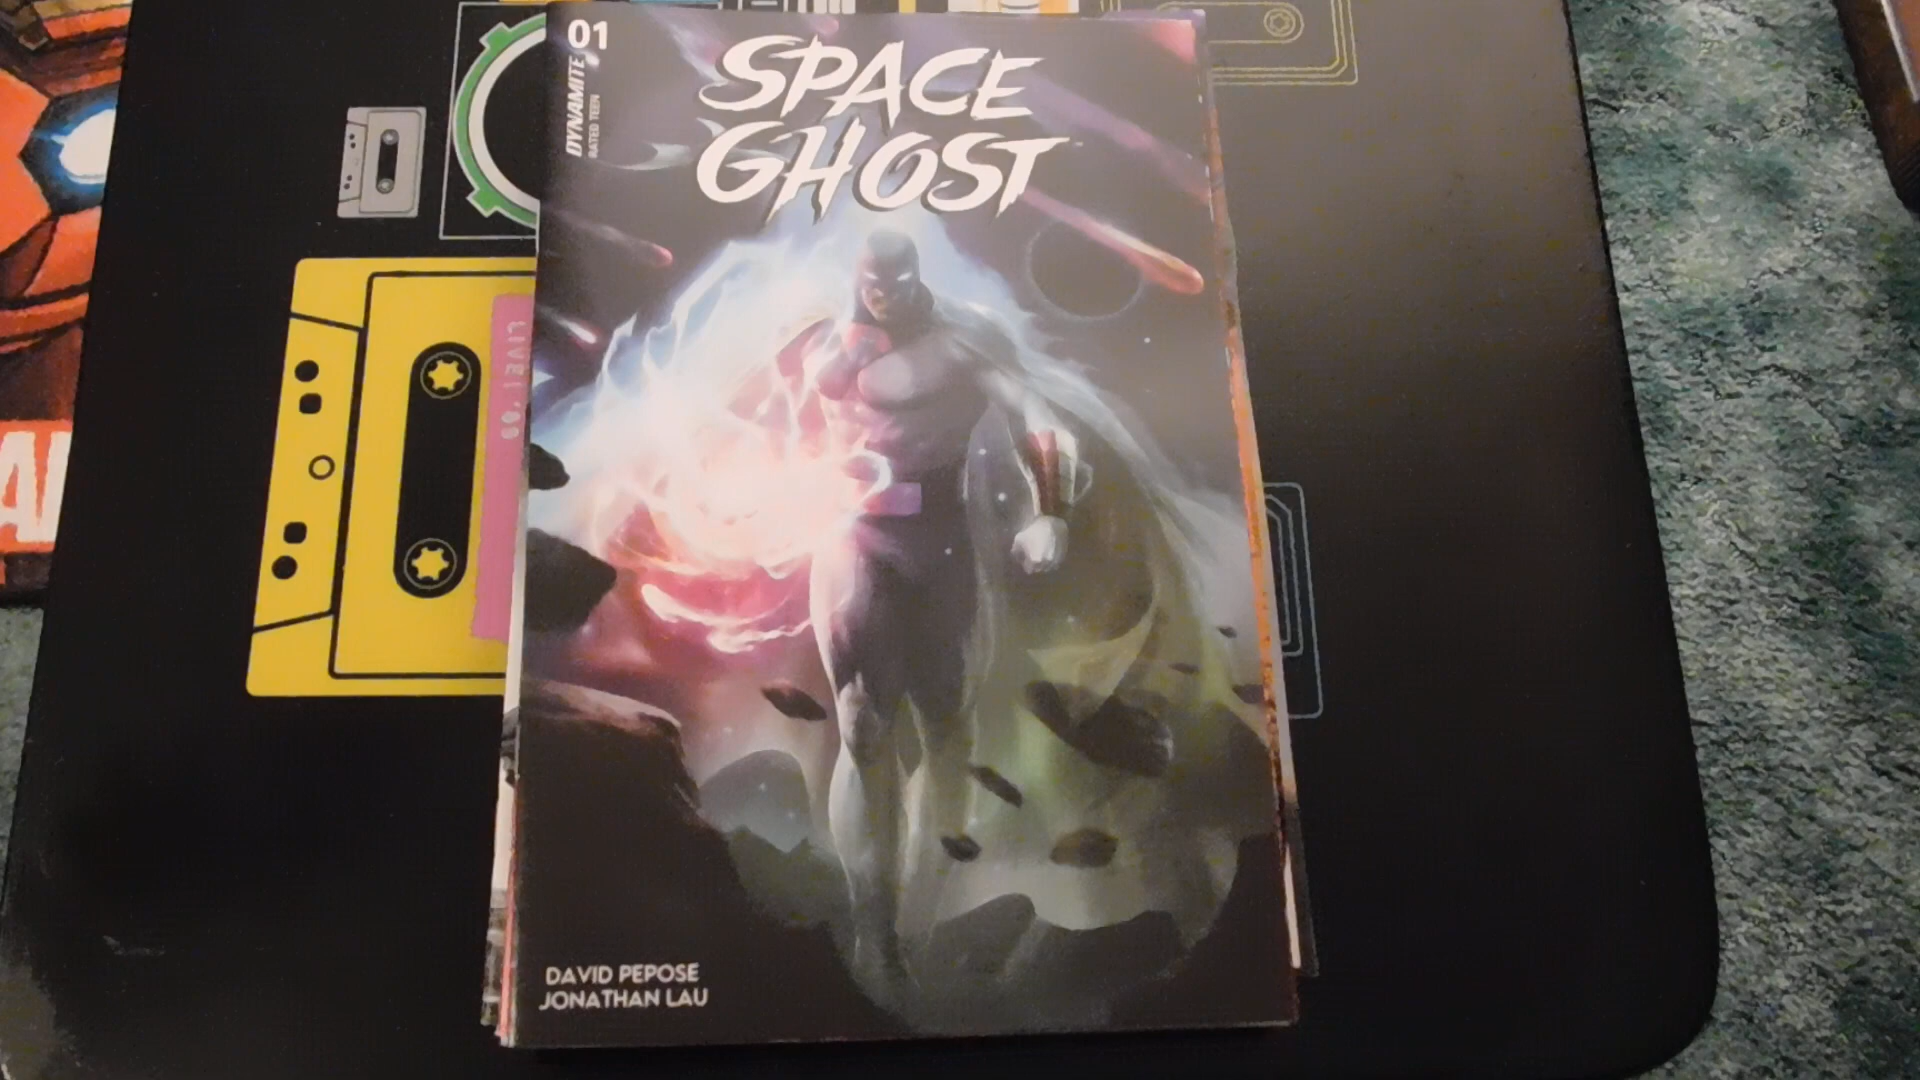 01
DYNAMITE
RATED TEEN
SPACE
GHOST
DAVID PEPOSE
JONATHAN LAU